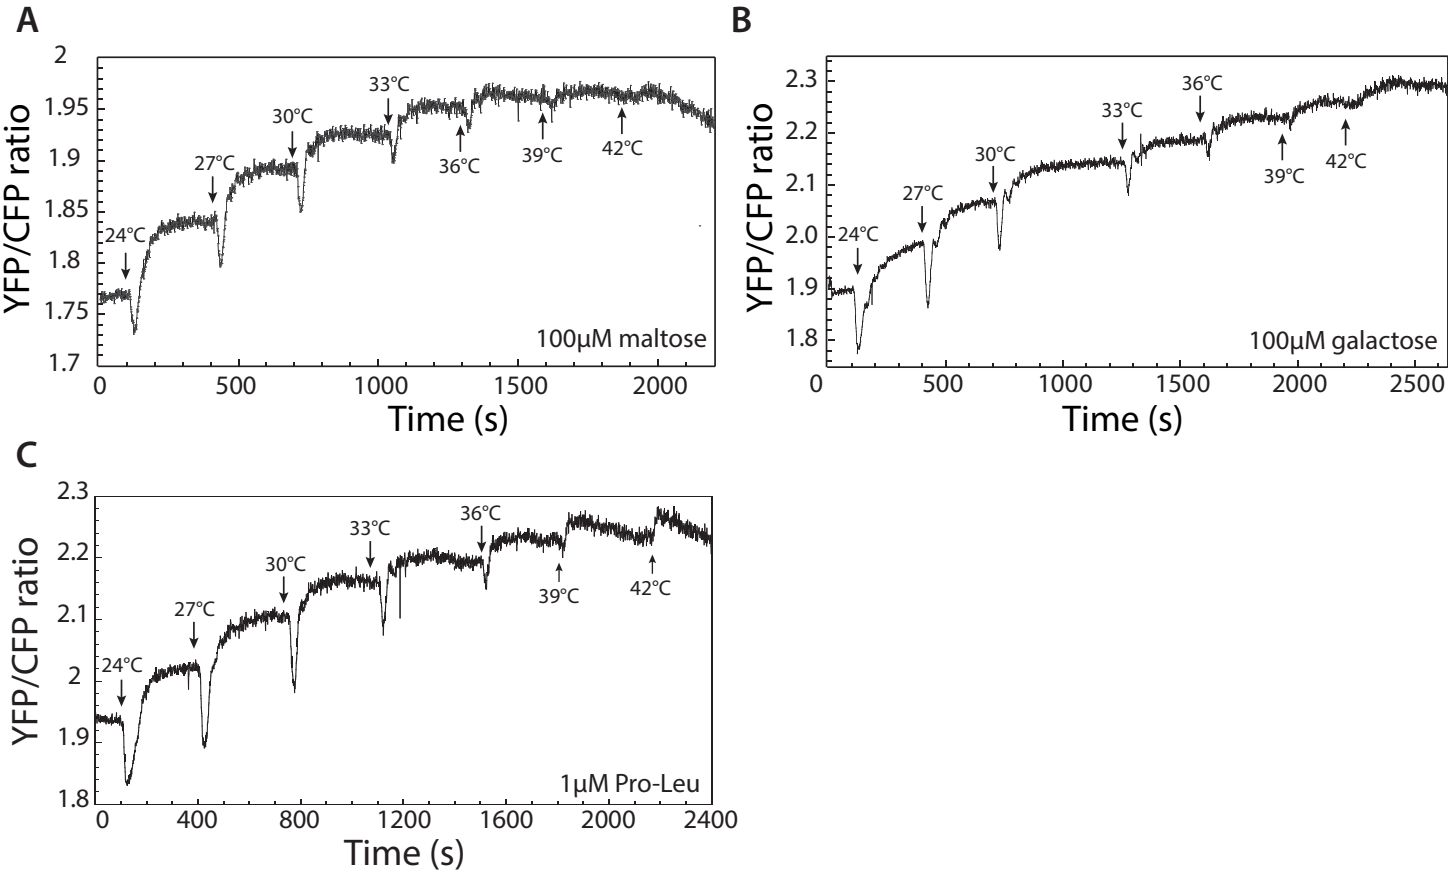 A
YFP/CFP ratio
2
1.95
1.9
1.85
1.8
1.75
1.7
24°C
27°C
30°C
33°C
36°C
39°C
42°C
100µM maltose
0 500 1000 1500 2000
Time (s)
B
YFP/CFP ratio
2.3
2.2
2.1
2.0
1.9
1.8
24°C
27°C
30°C
33°C
36°C
39°C
42°C
100µM galactose
0 500 1000 1500 2000 2500
Time (s)
C
YFP/CFP ratio
2.3
2.2
2.1
2
1.9
1.8
24°C
27°C
30°C
33°C
36°C
39°C
42°C
1µM Pro-Leu
0 400 800 1200 1600 2000 2400
Time (s)